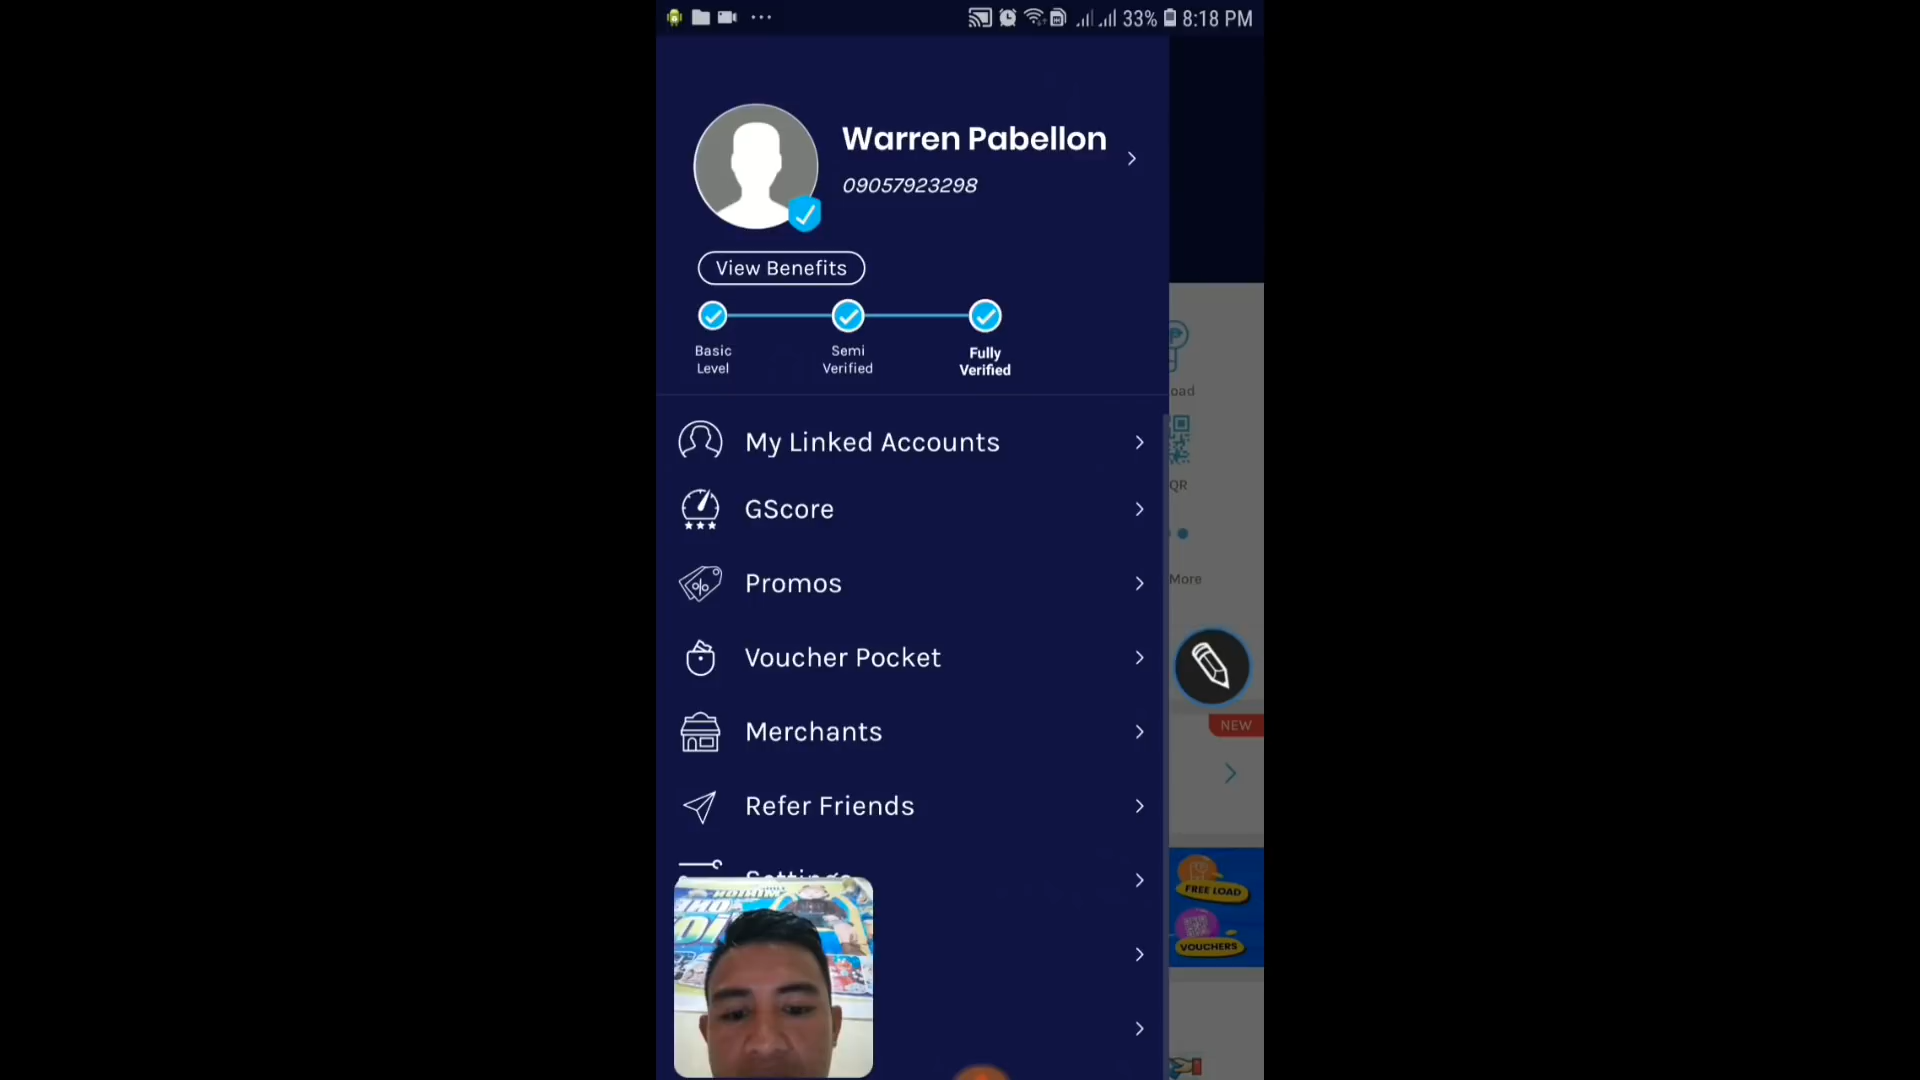 33% 8:18 PM
Warren Pabellon
09057923298
View Benefits
Basic
Level
Semi
Verified
Fully
Verified
My Linked Accounts
GScore
Promos
Voucher Pocket
Merchants
Refer Friends
Settings
oad
QR
More
NEW
FREE LOAD
VOUCHERS